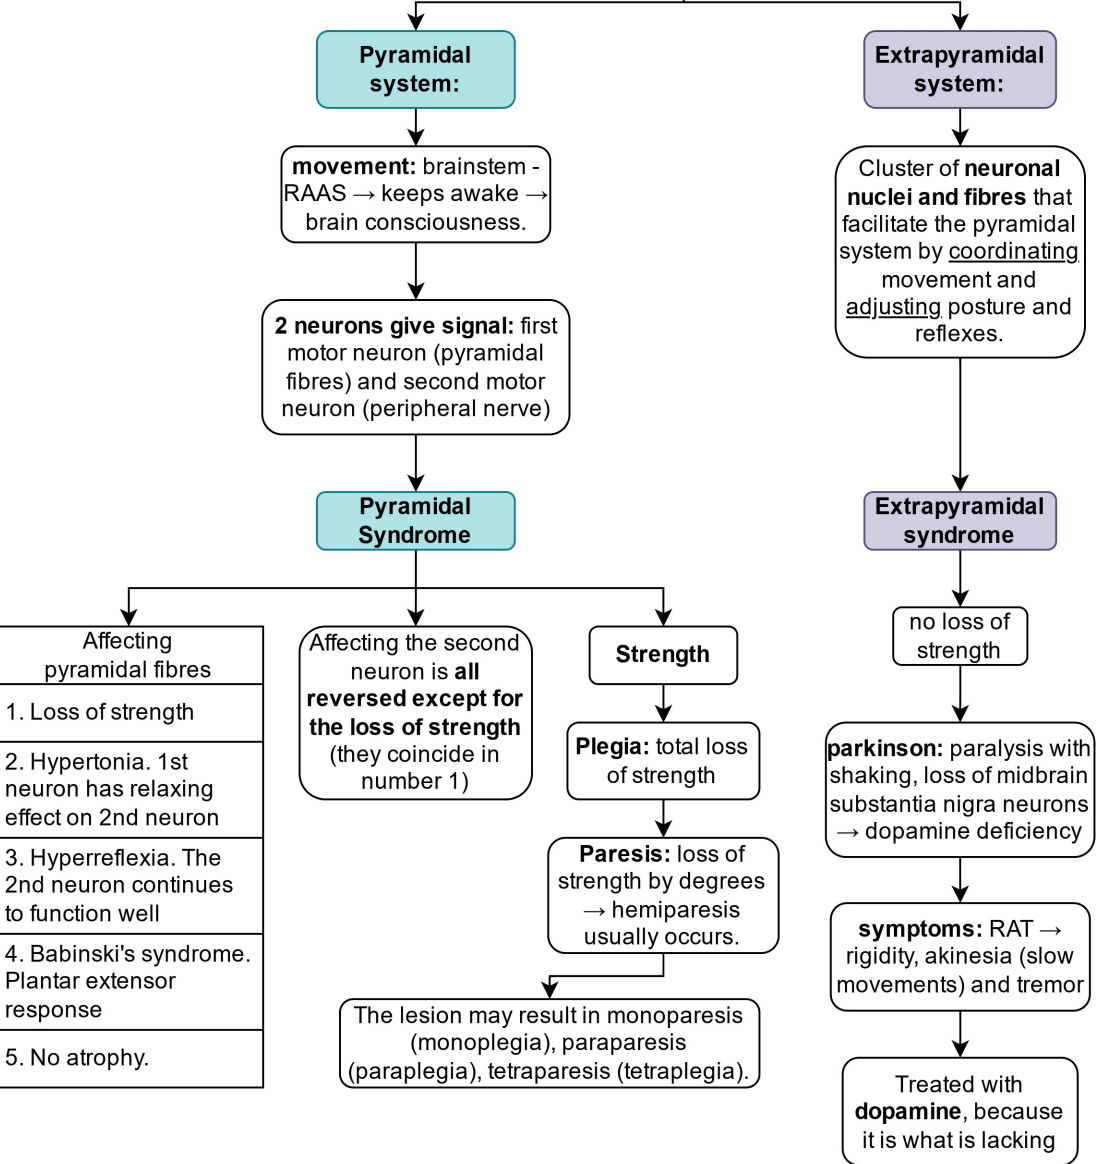 Pyramidal
system:
movement: brainstem -
RAAS → keeps awake →
brain consciousness.
2 neurons give signal: first
motor neuron (pyramidal
fibres) and second motor
neuron (peripheral nerve)
Pyramidal
Syndrome
Affecting
pyramidal fibres
1. Loss of strength
2. Hypertonia. 1st
neuron has relaxing
effect on 2nd neuron
3. Hyperreflexia. The
2nd neuron continues
to function well
4. Babinski's syndrome.
Plantar extensor
response
5. No atrophy.
Affecting the second
neuron is all
reversed except for
the loss of strength
(they coincide in
number 1)
Strength
Plegia: total loss
of strength
Paresis: loss of
strength by degrees
→ hemiparesis
usually occurs.
The lesion may result in monoparesis
(monoplegia), paraparesis
(paraplegia), tetraparesis (tetraplegia).
Extrapyramidal
system:
Cluster of neuronal
nuclei and fibres that
facilitate the pyramidal
system by coordinating
movement and
adjusting posture and
reflexes.
Extrapyramidal
syndrome
no loss of
strength
parkinson: paralysis with
shaking, loss of midbrain
substantia nigra neurons
→ dopamine deficiency
symptoms: RAT →
rigidity, akinesia (slow
movements) and tremor
Treated with
dopamine, because
it is what is lacking